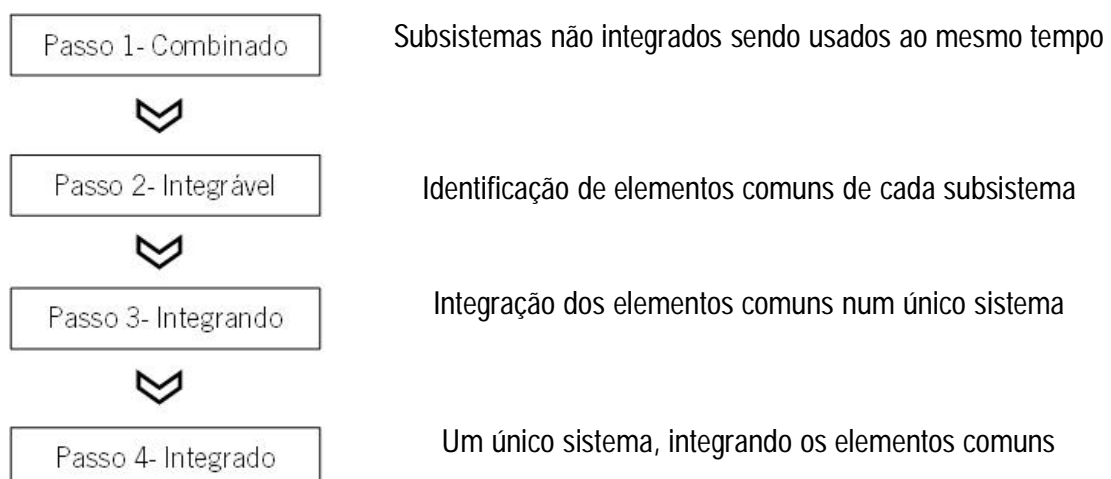 Passo 1- Combinado
Subsistemas não integrados sendo usados ao mesmo tempo
Passo 2- Integrável
Identificação de elementos comuns de cada subsistema
Passo 3- Integrando
Integração dos elementos comuns num único sistema
Passo 4- Integrado
Um único sistema, integrando os elementos comuns